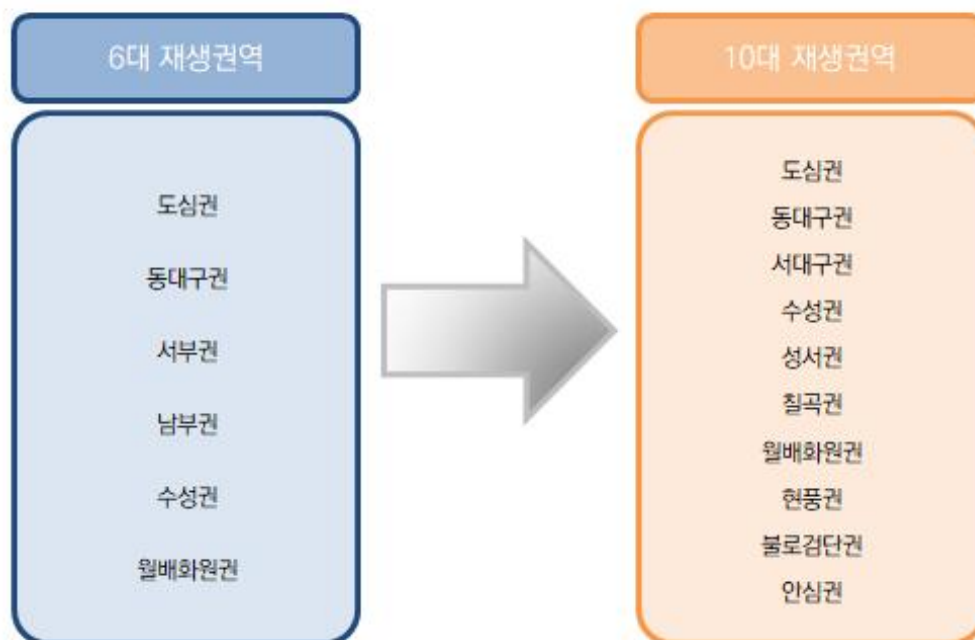 6대 재생권역
도심권
동대구권
서부권
남부권
수성권
월배화원권
10대 재생권역
도심권
동대구권
서대구권
수성권
성서권
칠곡권
월배화원권
현풍권
불로검단권
안심권